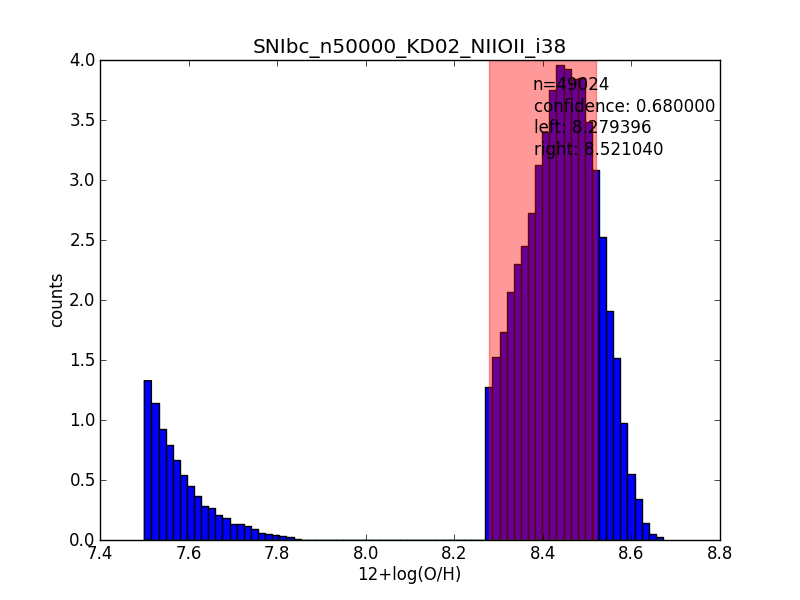 SNIbc_n50000_KD02_NIIOII_i38
n=49024
confidence: 0.680000
left: 8.279396
right: 8.521040
counts
4.0
3.5
3.0
2.5
2.0
1.5
1.0
0.5
0.0
7.4 7.6 7.8 8.0 8.2 8.4 8.6 8.8
12+log(O/H)